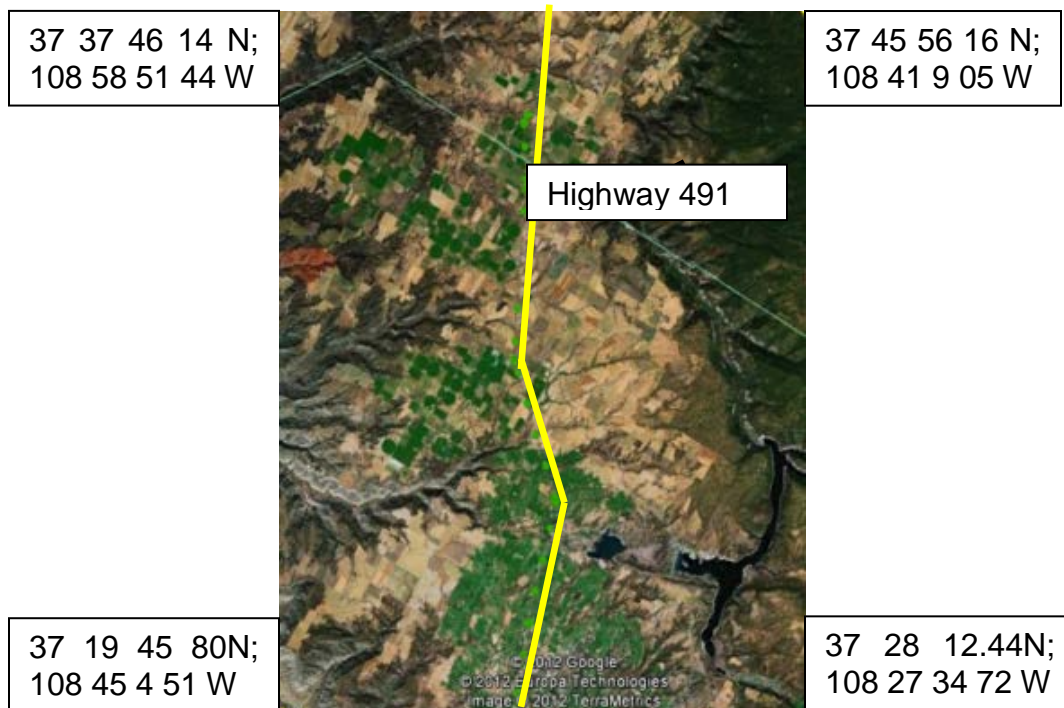 37 37 46 14 N;
108 58 51 44 W
37 45 56 16 N;
108 41 9 05 W
Highway 491
37 19 45 80N;
108 45 4 51 W
37 28 12.44N;
108 27 34 72 W
© 2012 Google
© 2012 Europa Technologies
Image © 2012 TerraMetrics